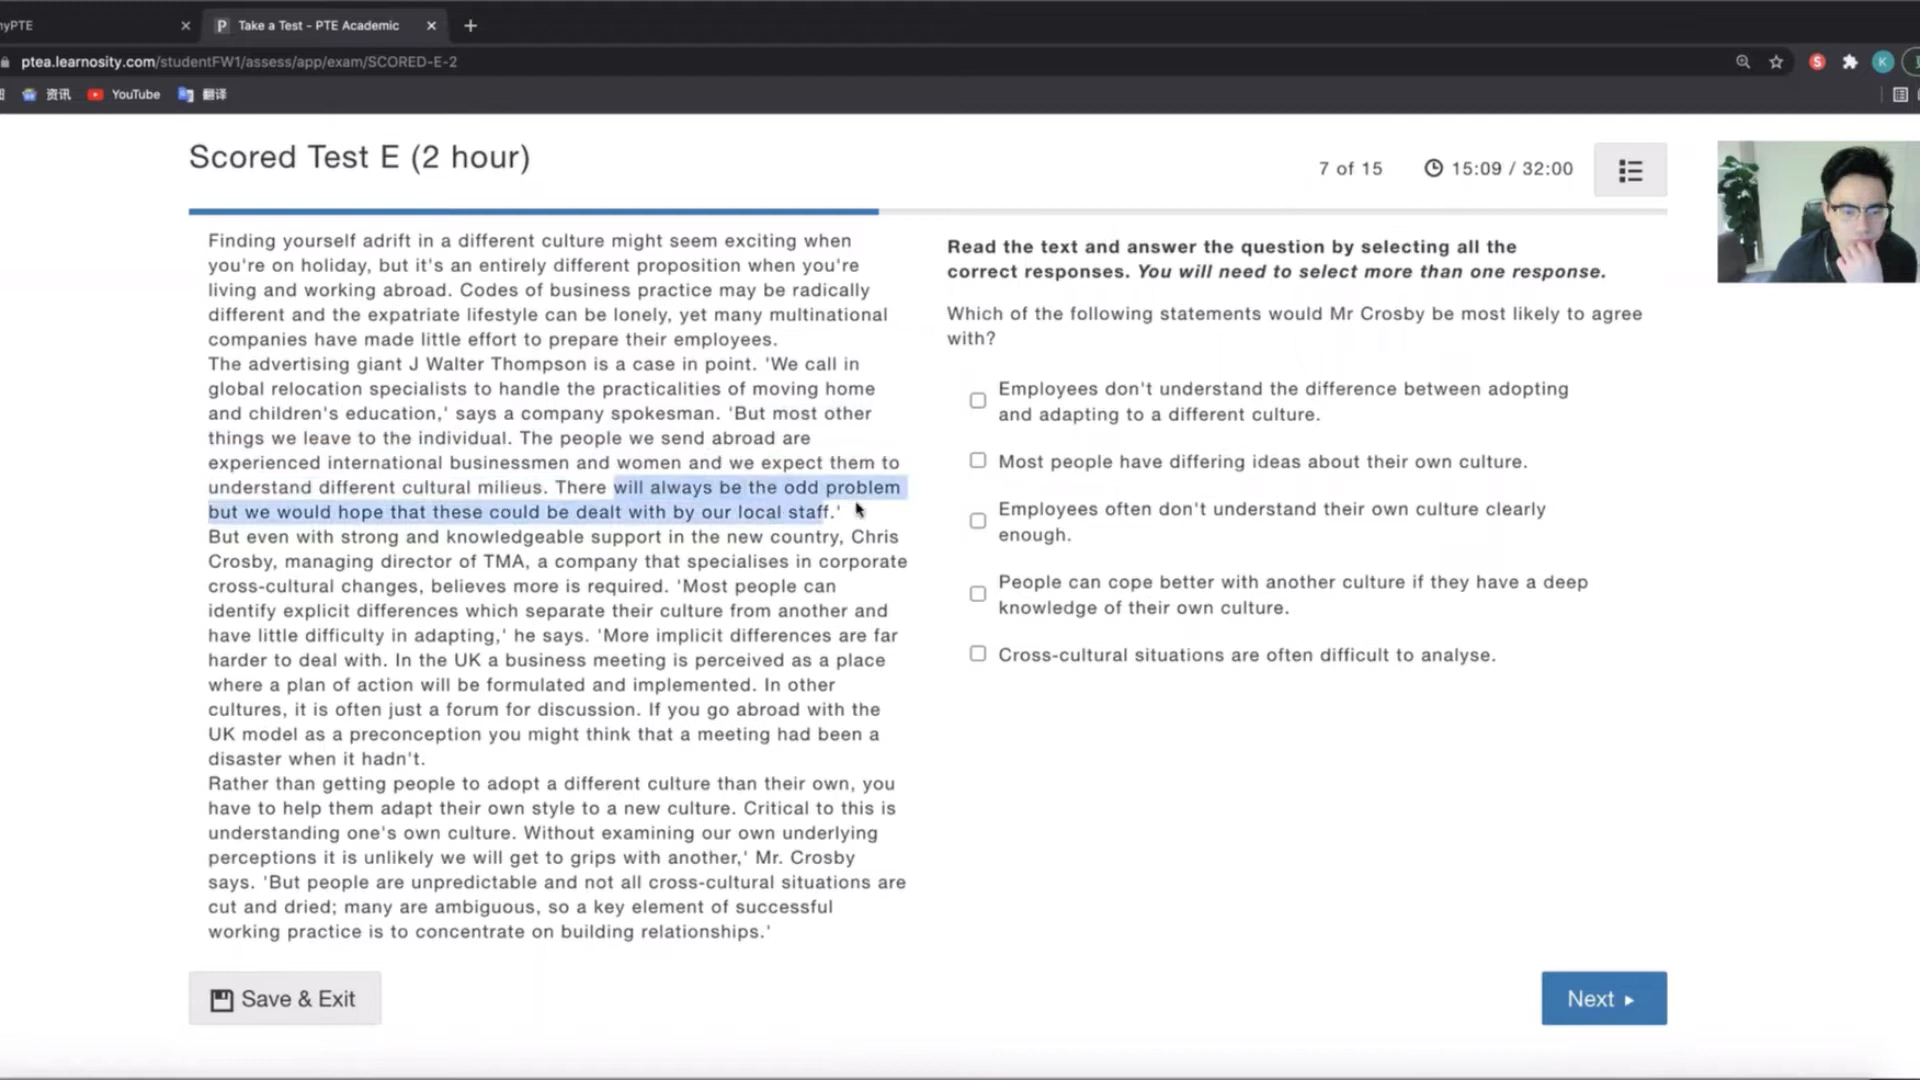 nyPTE
Take a Test - PTE Academic
ptea.learnosity.com/studentFW1/assess/app/exam/SCORED-E-2
资讯
YouTube
翻译
Scored Test E (2 hour)
7 of 15
15:09 / 32:00
Finding yourself adrift in a different culture might seem exciting when
you're on holiday, but it's an entirely different proposition when you're
living and working abroad. Codes of business practice may be radically
different and the expatriate lifestyle can be lonely, yet many multinational
companies have made little effort to prepare their employees.
The advertising giant J Walter Thompson is a case in point. 'We call in
global relocation specialists to handle the practicalities of moving home
and children's education,' says a company spokesman. 'But most other
things we leave to the individual. The people we send abroad are
experienced international businessmen and women and we expect them to
understand different cultural milieus. There will always be the odd problem
but we would hope that these could be dealt with by our local staff.'
But even with strong and knowledgeable support in the new country, Chris
Crosby, managing director of TMA, a company that specialises in corporate
cross-cultural changes, believes more is required. 'Most people can
identify explicit differences which separate their culture from another and
have little difficulty in adapting,' he says. 'More implicit differences are far
harder to deal with. In the UK a business meeting is perceived as a place
where a plan of action will be formulated and implemented. In other
cultures, it is often just a forum for discussion. If you go abroad with the
UK model as a preconception you might think that a meeting had been a
disaster when it hadn't.
Rather than getting people to adopt a different culture than their own, you
have to help them adapt their own style to a new culture. Critical to this is
understanding one's own culture. Without examining our own underlying
perceptions it is unlikely we will get to grips with another,' Mr. Crosby
says. 'But people are unpredictable and not all cross-cultural situations are
cut and dried; many are ambiguous, so a key element of successful
working practice is to concentrate on building relationships.'
Read the text and answer the question by selecting all the
correct responses. You will need to select more than one response.
Which of the following statements would Mr Crosby be most likely to agree
with?
Employees don't understand the difference between adopting
and adapting to a different culture.
Most people have differing ideas about their own culture.
Employees often don't understand their own culture clearly
enough.
People can cope better with another culture if they have a deep
knowledge of their own culture.
Cross-cultural situations are often difficult to analyse.
Save & Exit
Next